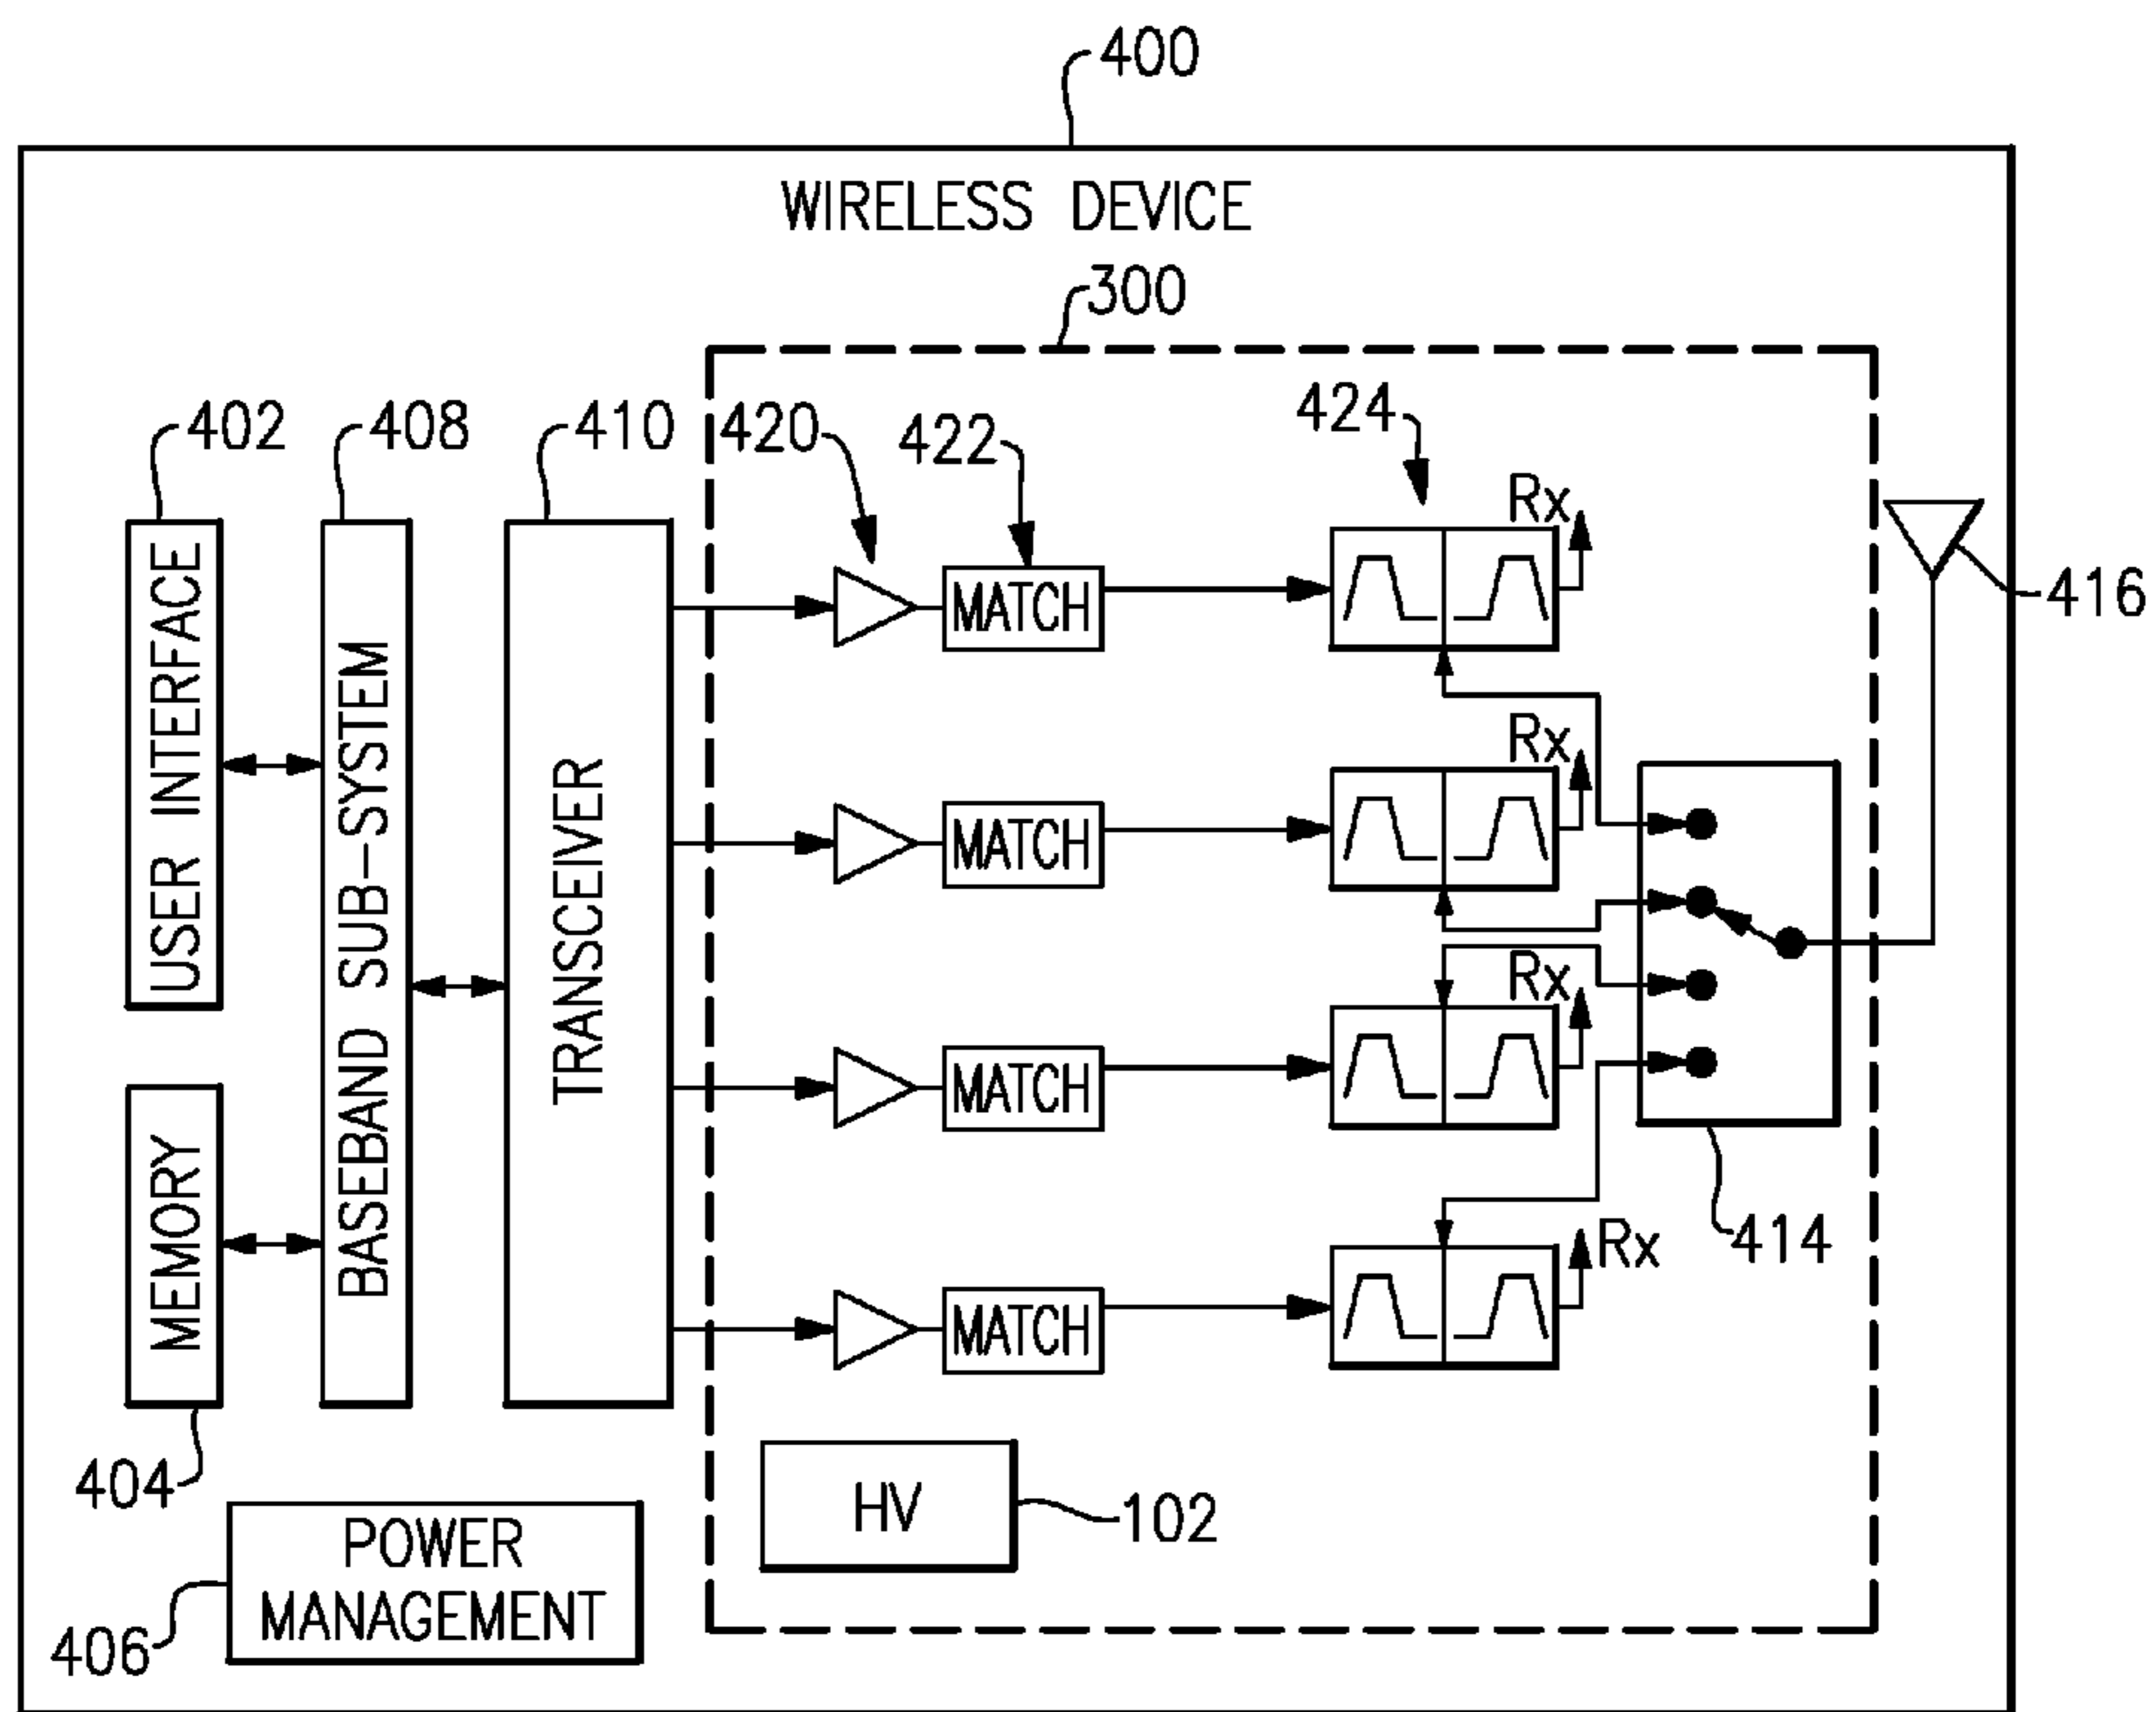 400
WIRELESS DEVICE
300
402
408
410
420
422
424
Rx
416
USER INTERFACE
BASEBAND SUB-SYSTEM
TRANSCEIVER
MATCH
Rx
MATCH
Rx
MATCH
414
MEMORY
Rx
MATCH
404
HV
102
POWER
MANAGEMENT
406